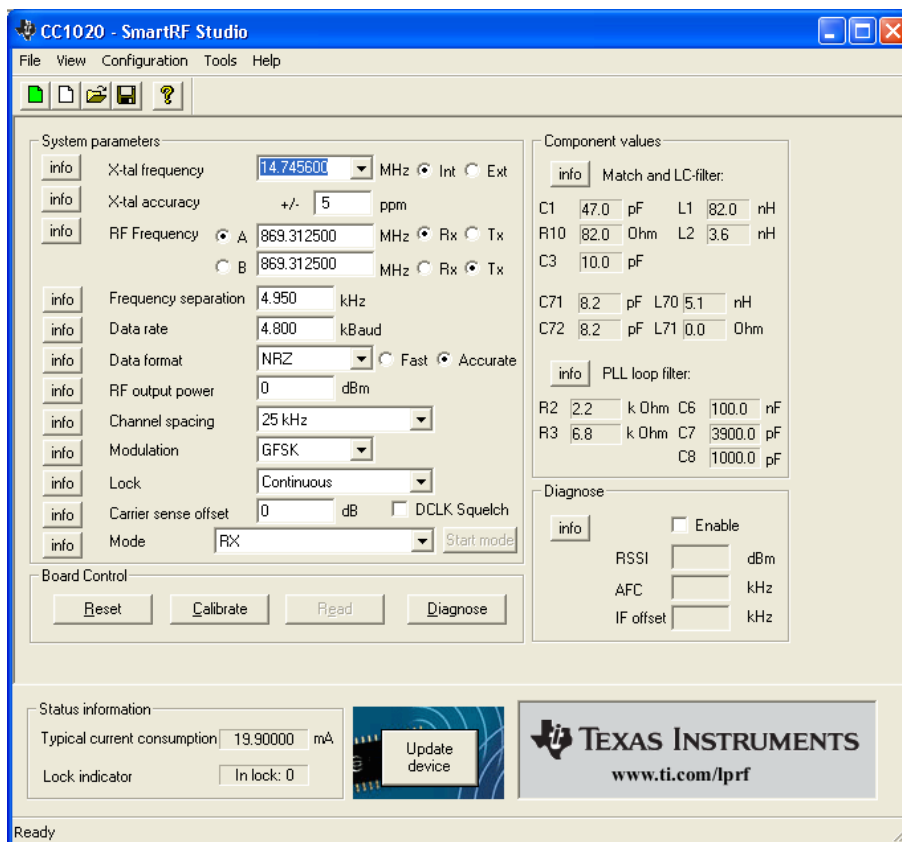 CC1020 - SmartRF Studio
File View Configuration Tools Help
System parameters
info X-tal frequency 14.745600 MHz Int Ext
info X-tal accuracy +/- 5 ppm
info RF Frequency A 869.312500 MHz Rx Tx
B 869.312500 MHz Rx Tx
info Frequency separation 4.950 kHz
info Data rate 4.800 kBaud
info Data format NRZ Fast Accurate
info RF output power 0 dBm
info Channel spacing 25 kHz
info Modulation GFSK
info Lock Continuous
info Carrier sense offset 0 dB DCLK Squelch
info Mode RX Start mode
Board Control
Reset Calibrate Read Diagnose
Component values
info Match and LC-filter:
C1 47.0 pF L1 82.0 nH
R10 82.0 Ohm L2 3.6 nH
C3 10.0 pF
C71 8.2 pF L70 5.1 nH
C72 8.2 pF L71 0.0 Ohm
info PLL loop filter:
R2 2.2 k Ohm C6 100.0 nF
R3 6.8 k Ohm C7 3900.0 pF
C8 1000.0 pF
Diagnose
info Enable
RSSI dBm
AFC kHz
IF offset kHz
Status information
Typical current consumption 19.90000 mA
Lock indicator In lock: 0
Update
device
TEXAS INSTRUMENTS
www.ti.com/lprf
Ready